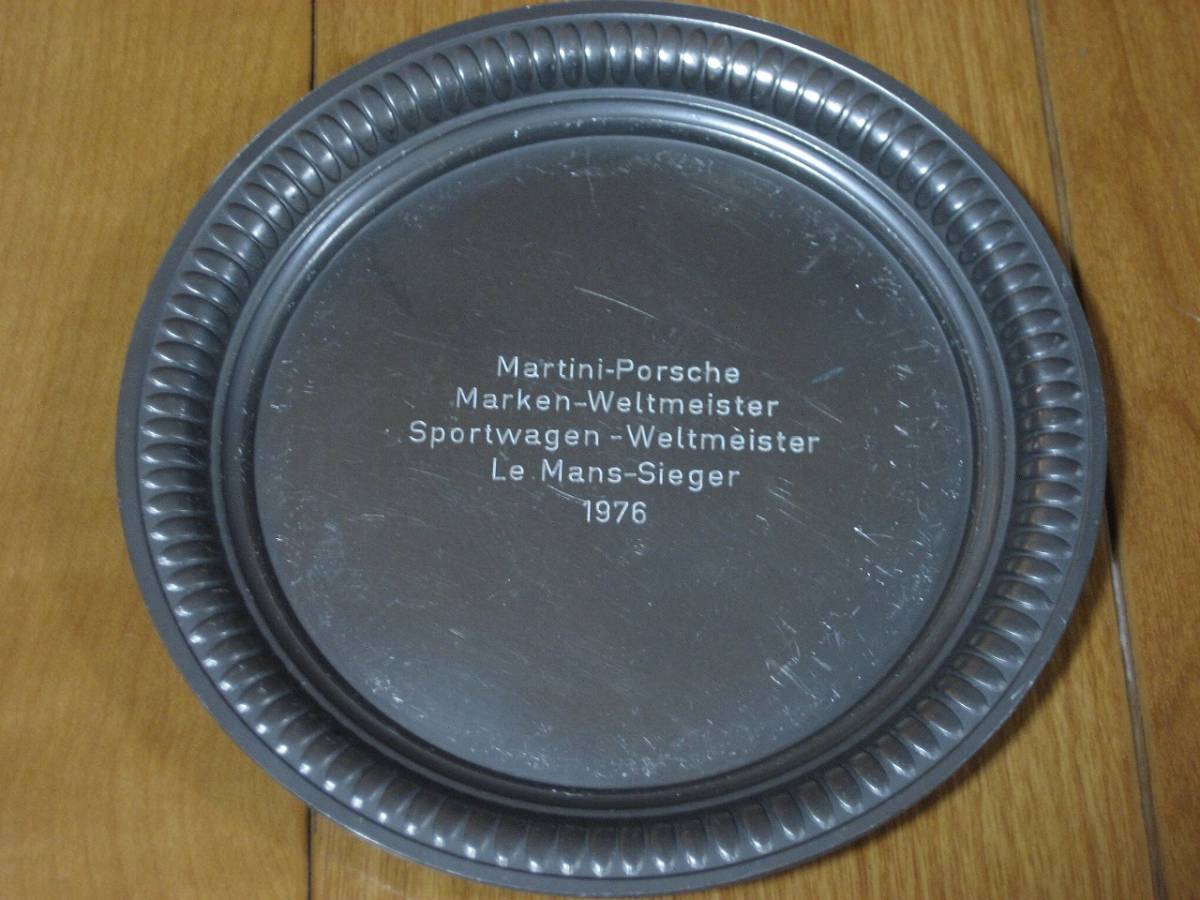 Martini-Porsche
Marken-Weltmeister
Sportwagen-Weltmeister
Le Mans-Sieger
1976